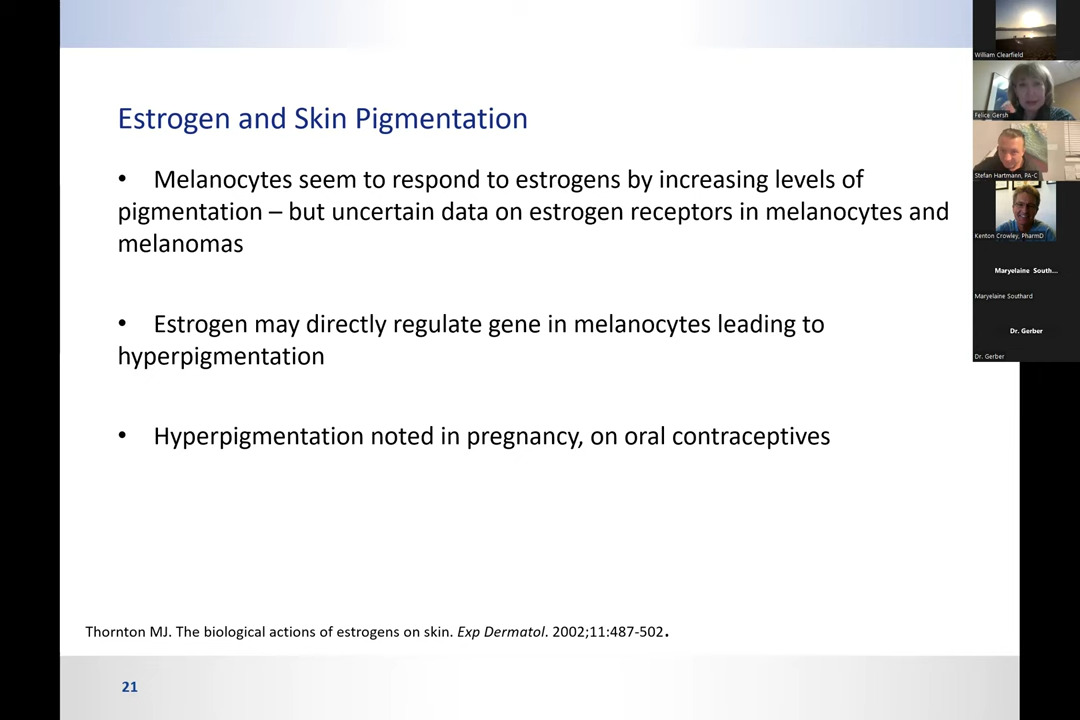 Estrogen and Skin Pigmentation
• Melanocytes seem to respond to estrogens by increasing levels of
pigmentation – but uncertain data on estrogen receptors in melanocytes and
melanomas
• Estrogen may directly regulate gene in melanocytes leading to
hyperpigmentation
• Hyperpigmentation noted in pregnancy, on oral contraceptives
Thornton MJ. The biological actions of estrogens on skin. Exp Dermatol. 2002;11:487-502.
21
William Clearfield
Felice Gersh
Stefan Hartmann, PA-C
Kenton Crowley, PharmD
Maryelaine South...
Maryelaine Southard
Dr. Gerber
Dr. Gerber